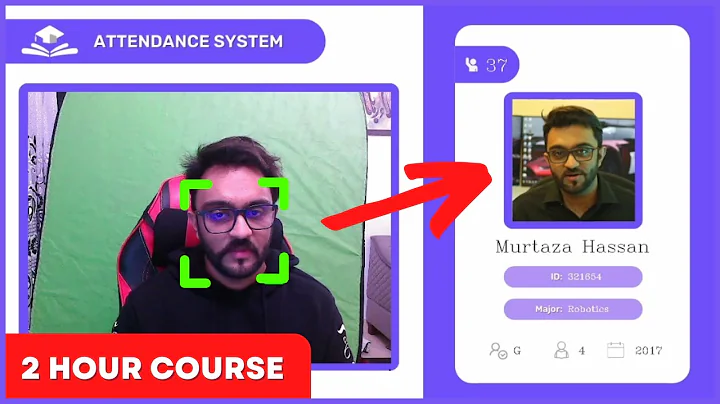 ATTENDANCE SYSTEM
37
Murtaza Hassan
ID: 321654
Major: Robotics
G 4 2017
2 HOUR COURSE